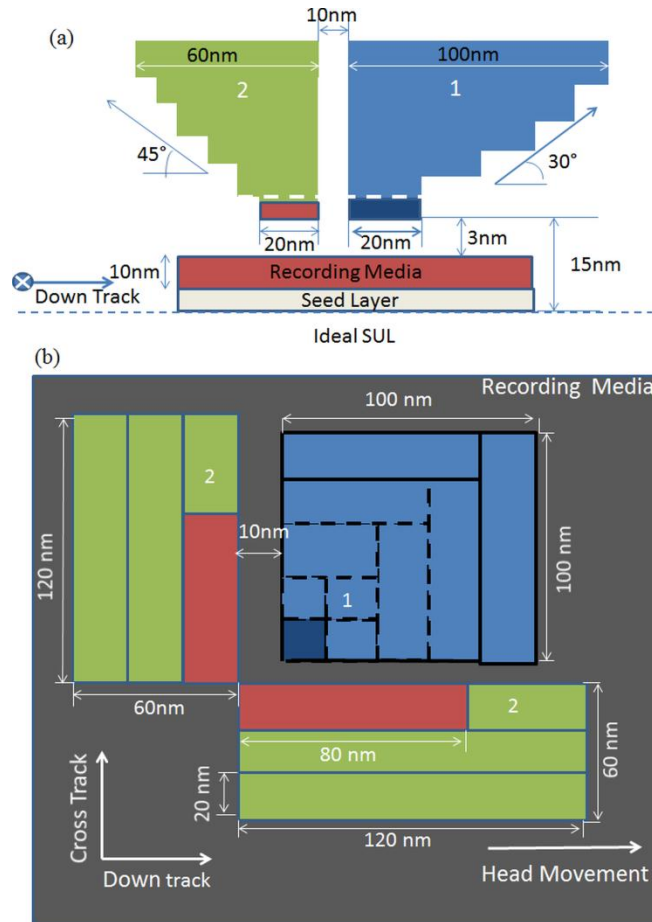 10nm
(a)
60nm
100nm
2
1
45°
30°
20nm
20nm
3nm
15nm
10nm
Recording Media
Down Track
Seed Layer
Ideal SUL
(b)
Recording Media
100 nm
2
10nm
120 nm
100 nm
1
60nm
2
80 nm
60 nm
20 nm
120 nm
Cross Track
Down track
Head Movement